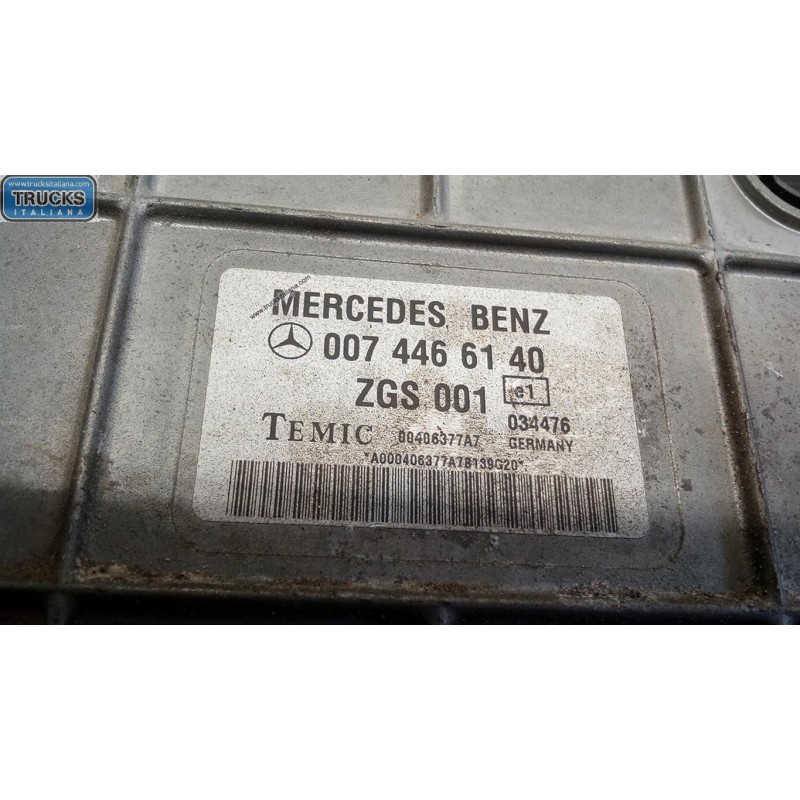 www.trucksitaliana.com
TRUCKS
ITALIANA
MERCEDES BENZ
007 446 61 40
ZGS 001 e1
034476
TEMIC 00406377A7 GERMANY
*A000406377A78139G20*